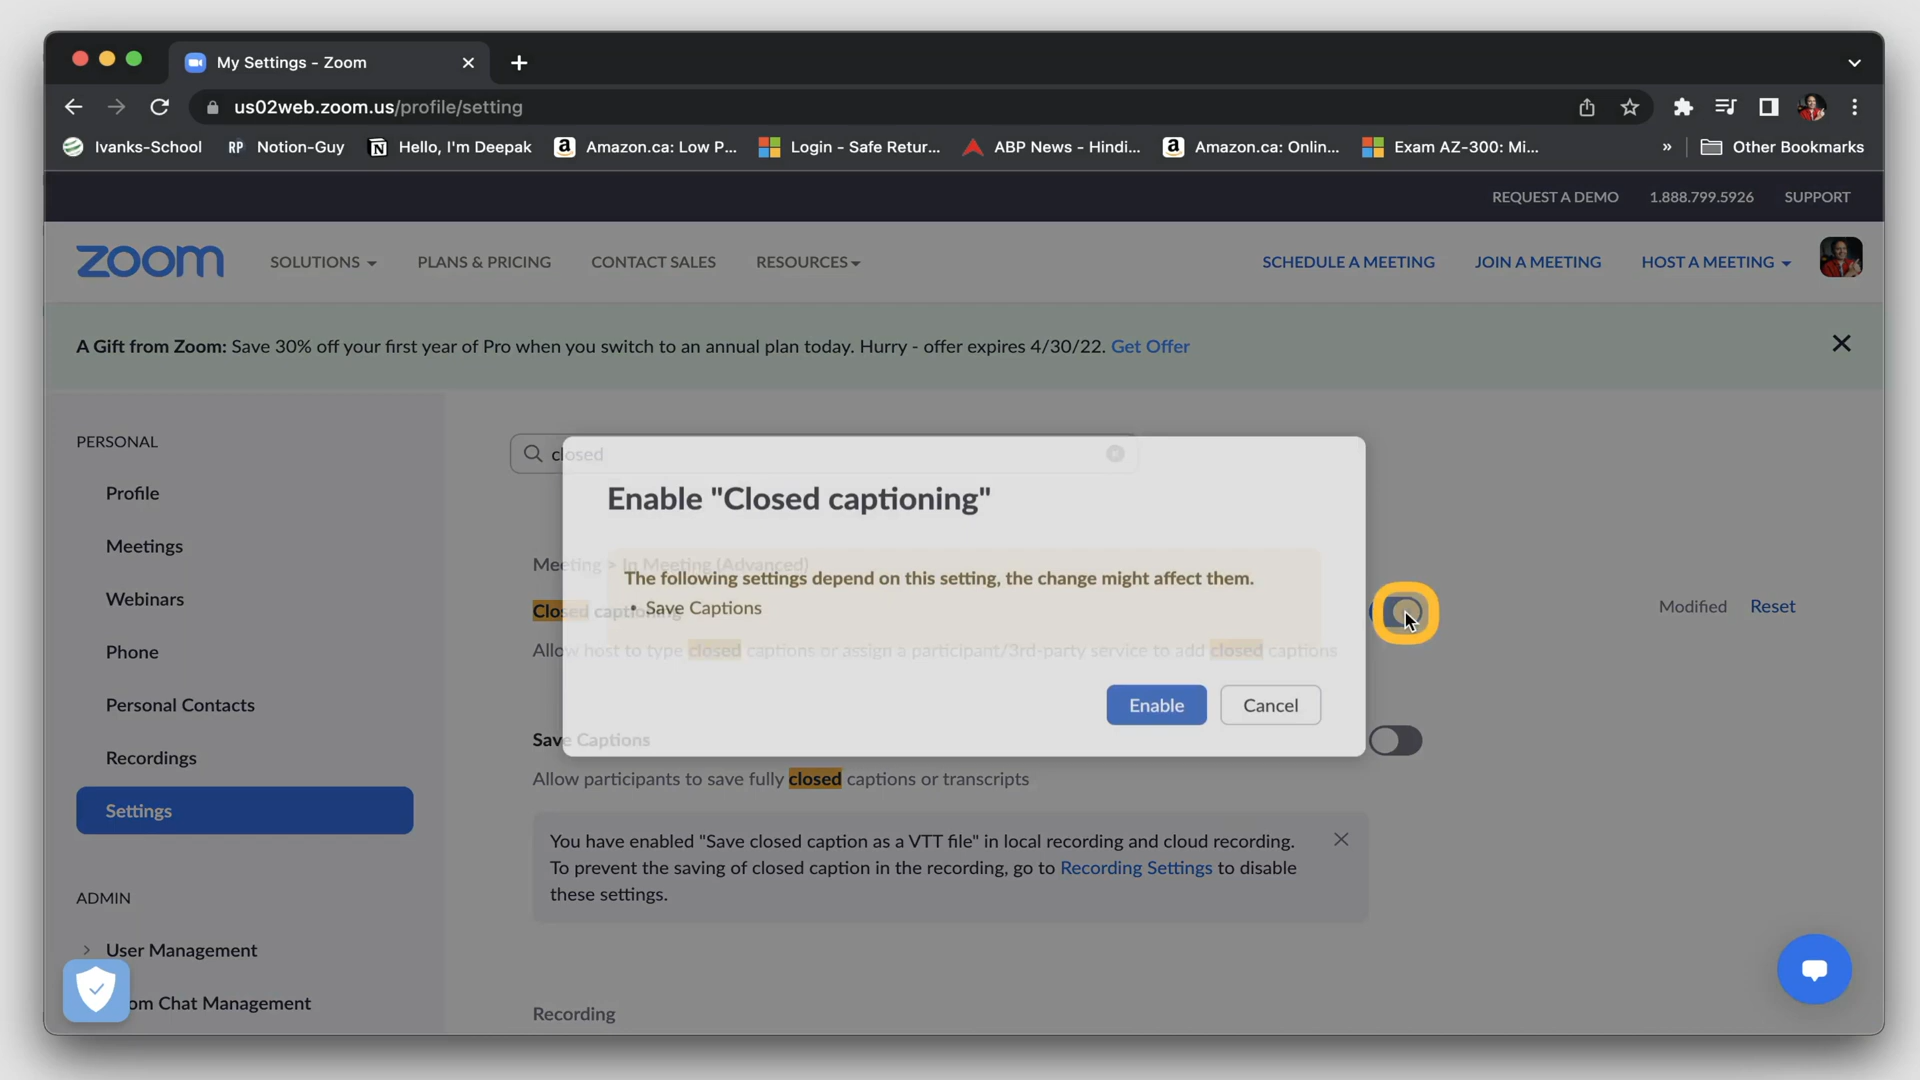 My Settings - Zoom
us02web.zoom.us/profile/setting
Ivanks-School
RP Notion-Guy
Hello, I'm Deepak
Amazon.ca: Low P...
Login - Safe Retur...
ABP News - Hindi...
Amazon.ca: Onlin...
Exam AZ-300: Mi...
»
Other Bookmarks
REQUEST A DEMO 1.888.799.5926 SUPPORT
zoom SOLUTIONS PLANS & PRICING CONTACT SALES RESOURCES SCHEDULE A MEETING JOIN A MEETING HOST A MEETING
A Gift from Zoom: Save 30% off your first year of Pro when you switch to an annual plan today. Hurry - offer expires 4/30/22. Get Offer
PERSONAL
Profile
Meetings
Webinars
Phone
Personal Contacts
Recordings
Settings
ADMIN
User Management
om Chat Management
closed
Enable "Closed captioning"
Meeting > In Meeting (Advanced)
The following settings depend on this setting, the change might affect them.
• Save Captions
Closed captioning
Modified Reset
Allow host to type closed captions or assign a participant/3rd-party service to add closed captions
Enable Cancel
Save Captions
Allow participants to save fully closed captions or transcripts
You have enabled "Save closed caption as a VTT file" in local recording and cloud recording.
To prevent the saving of closed caption in the recording, go to Recording Settings to disable
these settings.
Recording